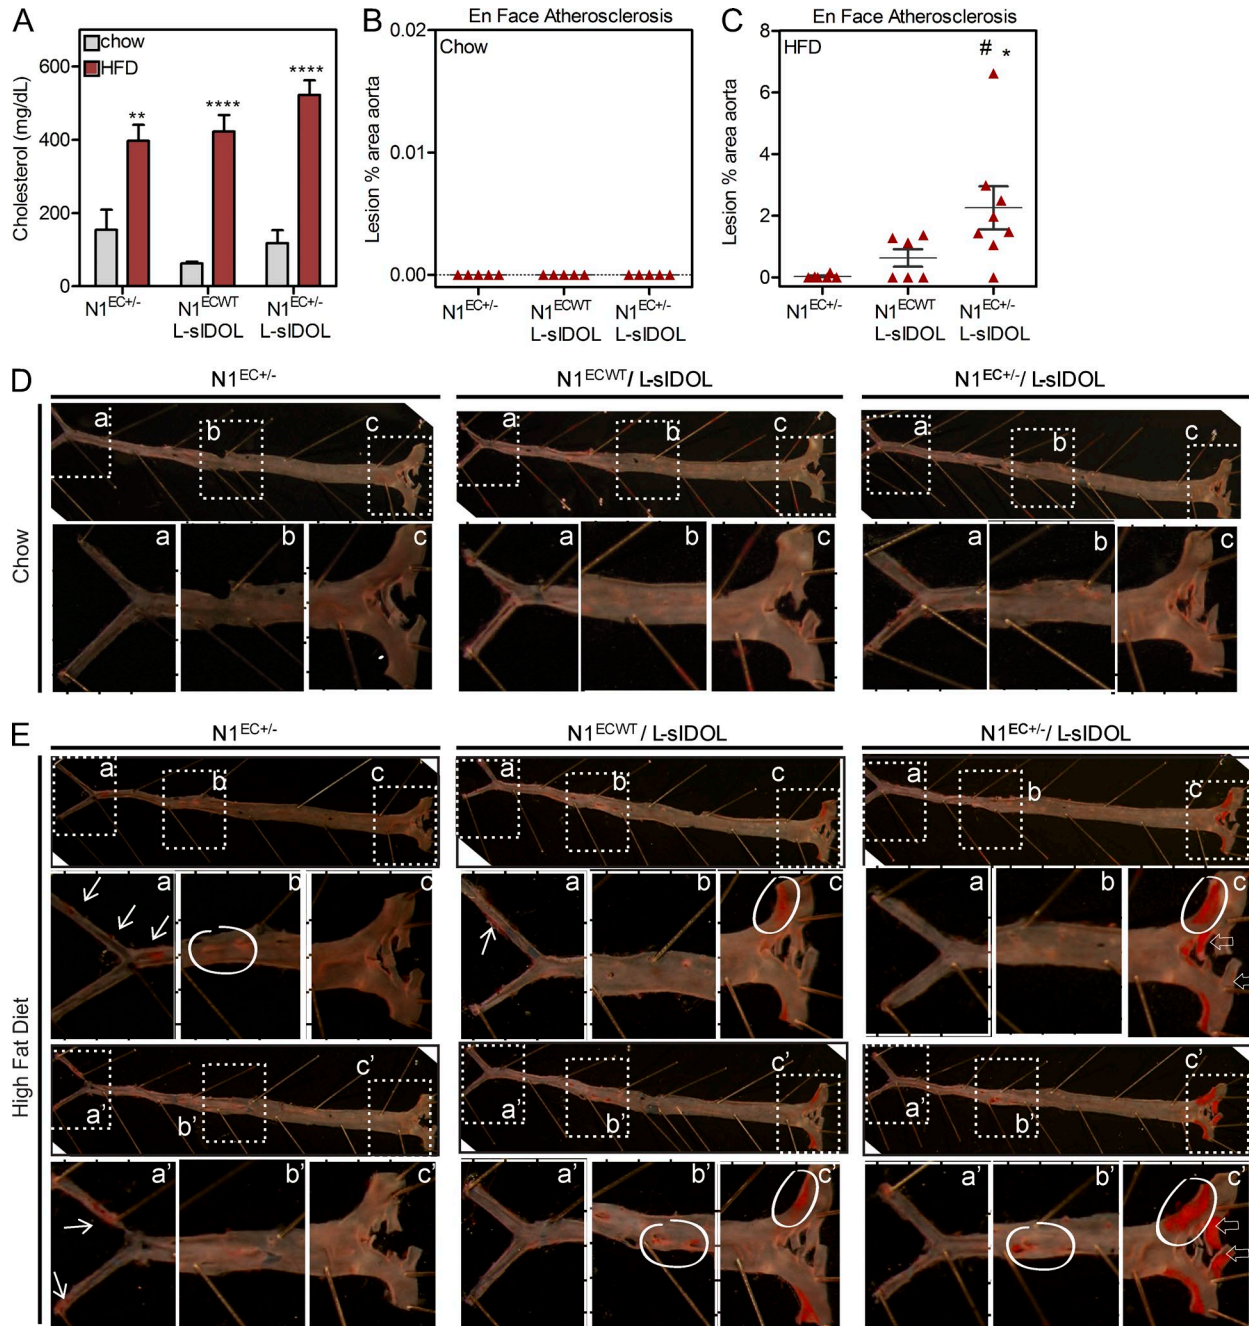 A
chow
HFD
Cholesterol (mg/dL)
600
400
200
0
**
****
****
N1EC+/-
N1ECWT
L-sIDOL
N1EC+/-
L-sIDOL
B
En Face Atherosclerosis
Chow
Lesion % area aorta
0.02
0.01
0.00
N1EC+/-
N1ECWT
L-sIDOL
N1EC+/-
L-sIDOL
C
En Face Atherosclerosis
HFD
# *
Lesion % area aorta
8
6
4
2
0
N1EC+/-
N1ECWT
L-sIDOL
N1EC+/-
L-sIDOL
D
N1EC+/-
N1ECWT/ L-sIDOL
N1EC+/-/ L-sIDOL
Chow
a b c
a b c
a b c
a b c
a b c
a b c
E
N1EC+/-
N1ECWT/ L-sIDOL
N1EC+/-/ L-sIDOL
High Fat Diet
a b c
a b c
a b c
a b c
a b c
a b c
a' b' c'
a' b' c'
a' b' c'
a' b' c'
a' b' c'
a' b' c'